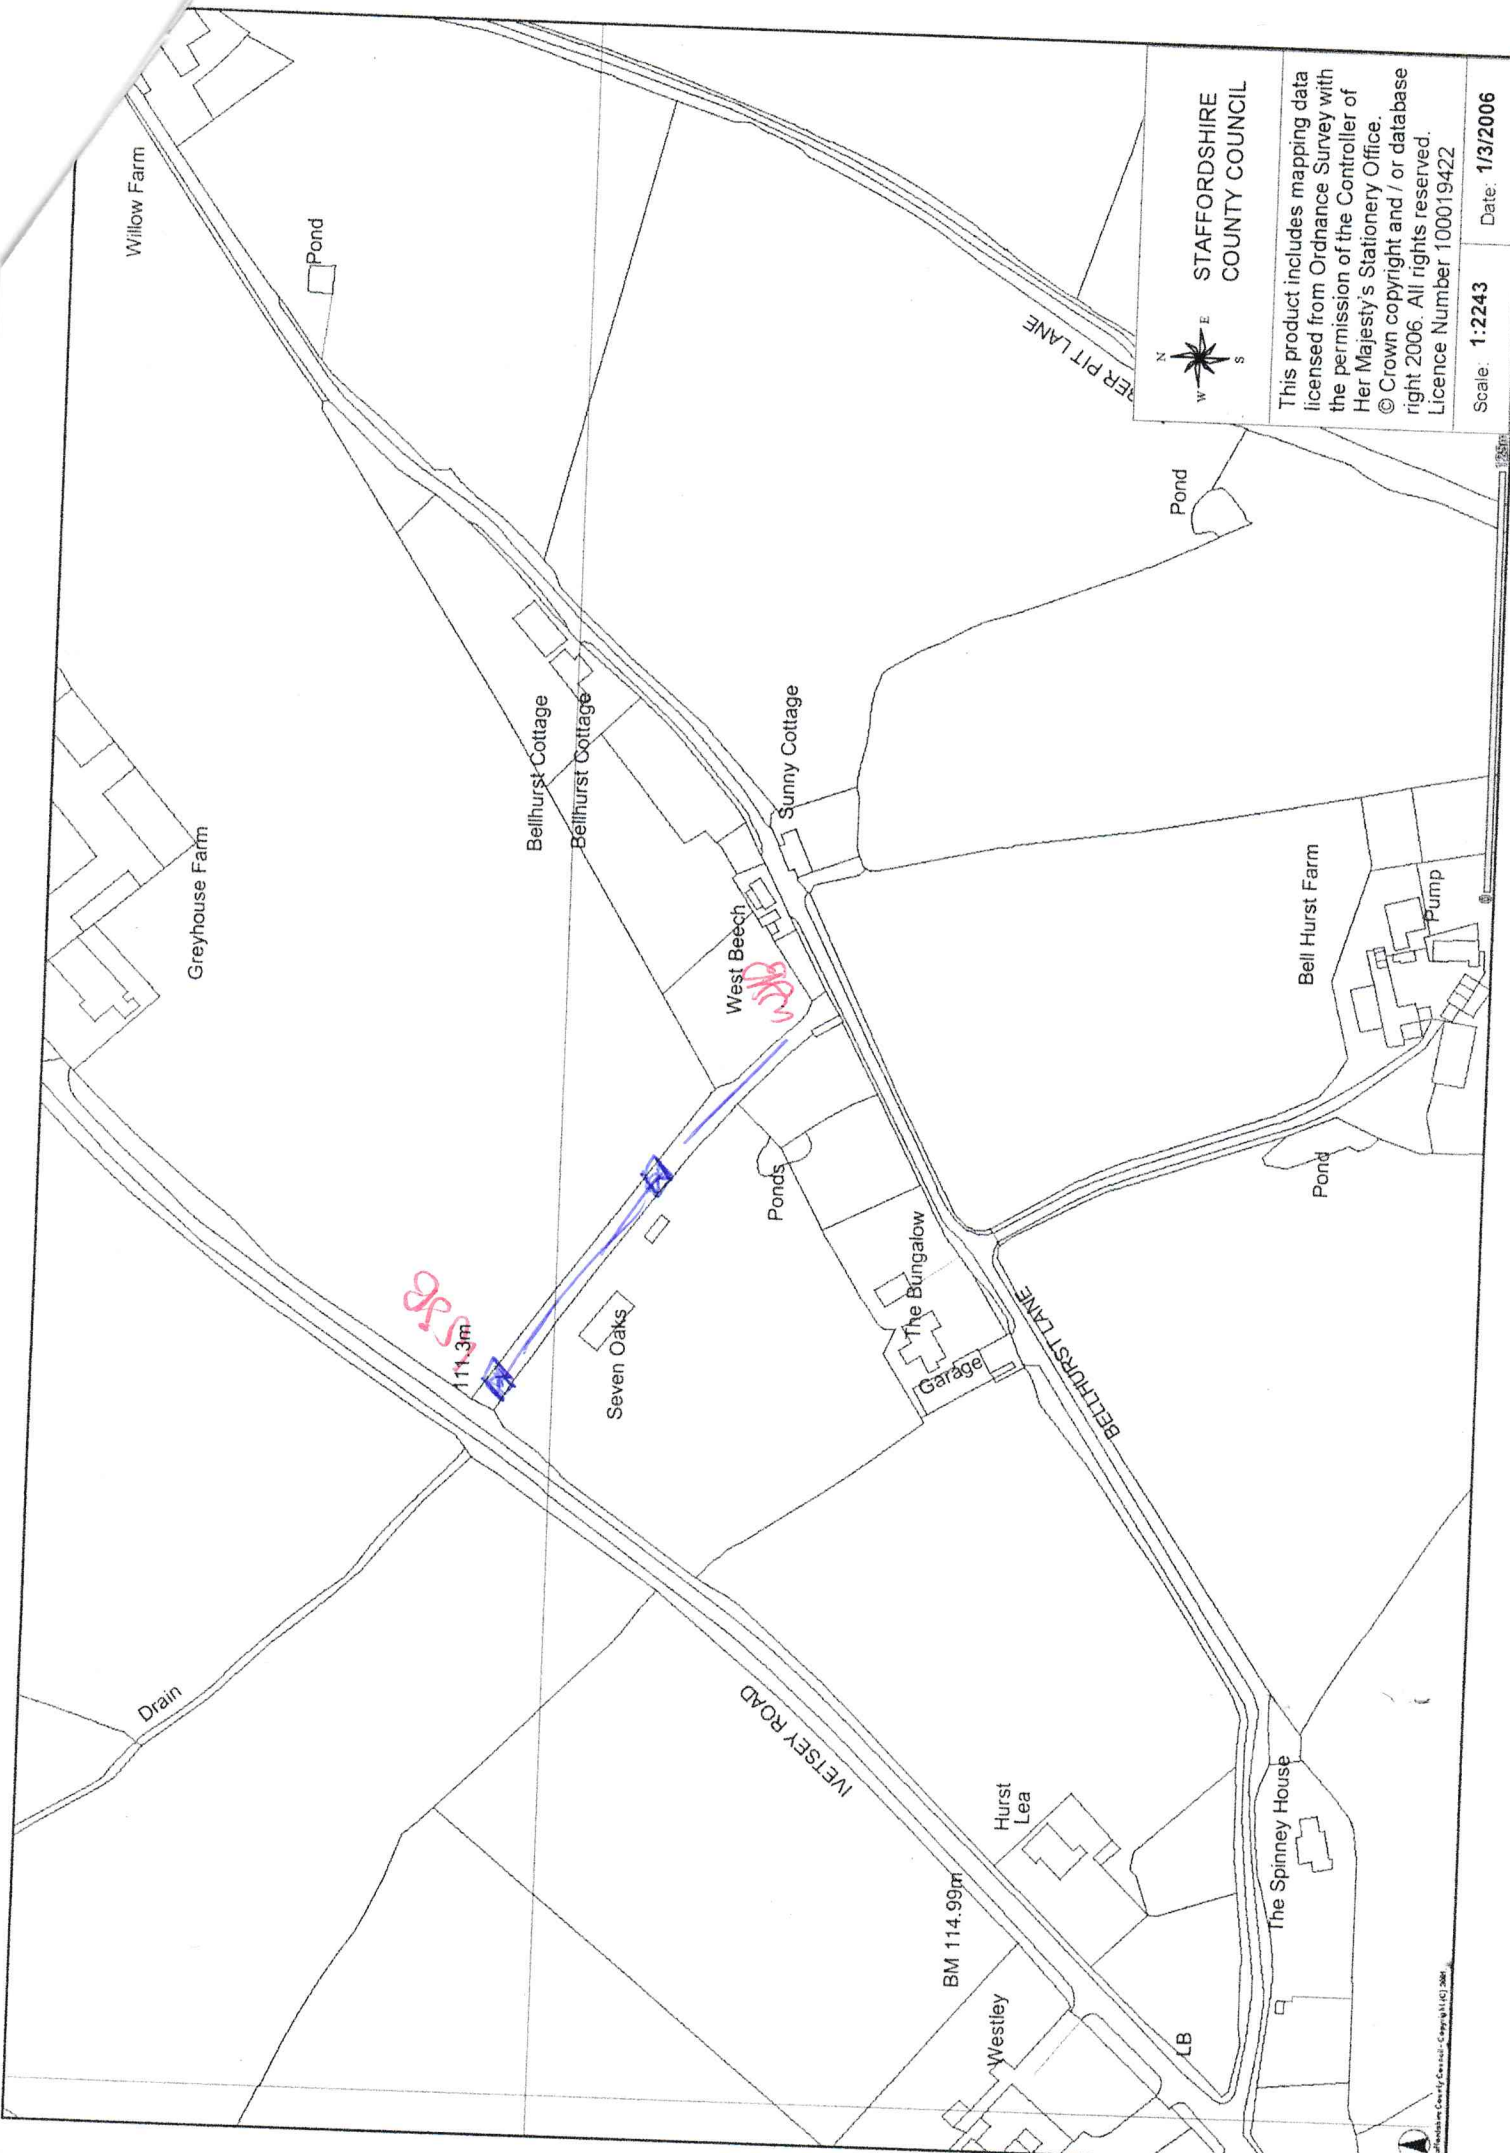 Willow Farm
Pond
Greyhouse Farm
Bellhurst Cottage
Bellhurst Cottage
West Beech
Sunny Cottage
111.3m
Seven Oaks
Ponds
The Bungalow
Garage
BELLHURST LANE
Bell Hurst Farm
Pump
Pond
Pond
BER PIT LANE
Drain
IVETSEY ROAD
Hurst
Lea
BM 114.99m
Westley
The Spinney House
LB
N
W E
S
STAFFORDSHIRE
COUNTY COUNCIL
This product includes mapping data
licensed from Ordnance Survey with
the permission of the Controller of
Her Majesty's Stationery Office.
© Crown copyright and / or database
right 2006. All rights reserved.
Licence Number 100019422
Scale: 1:2243
Date: 1/3/2006
0